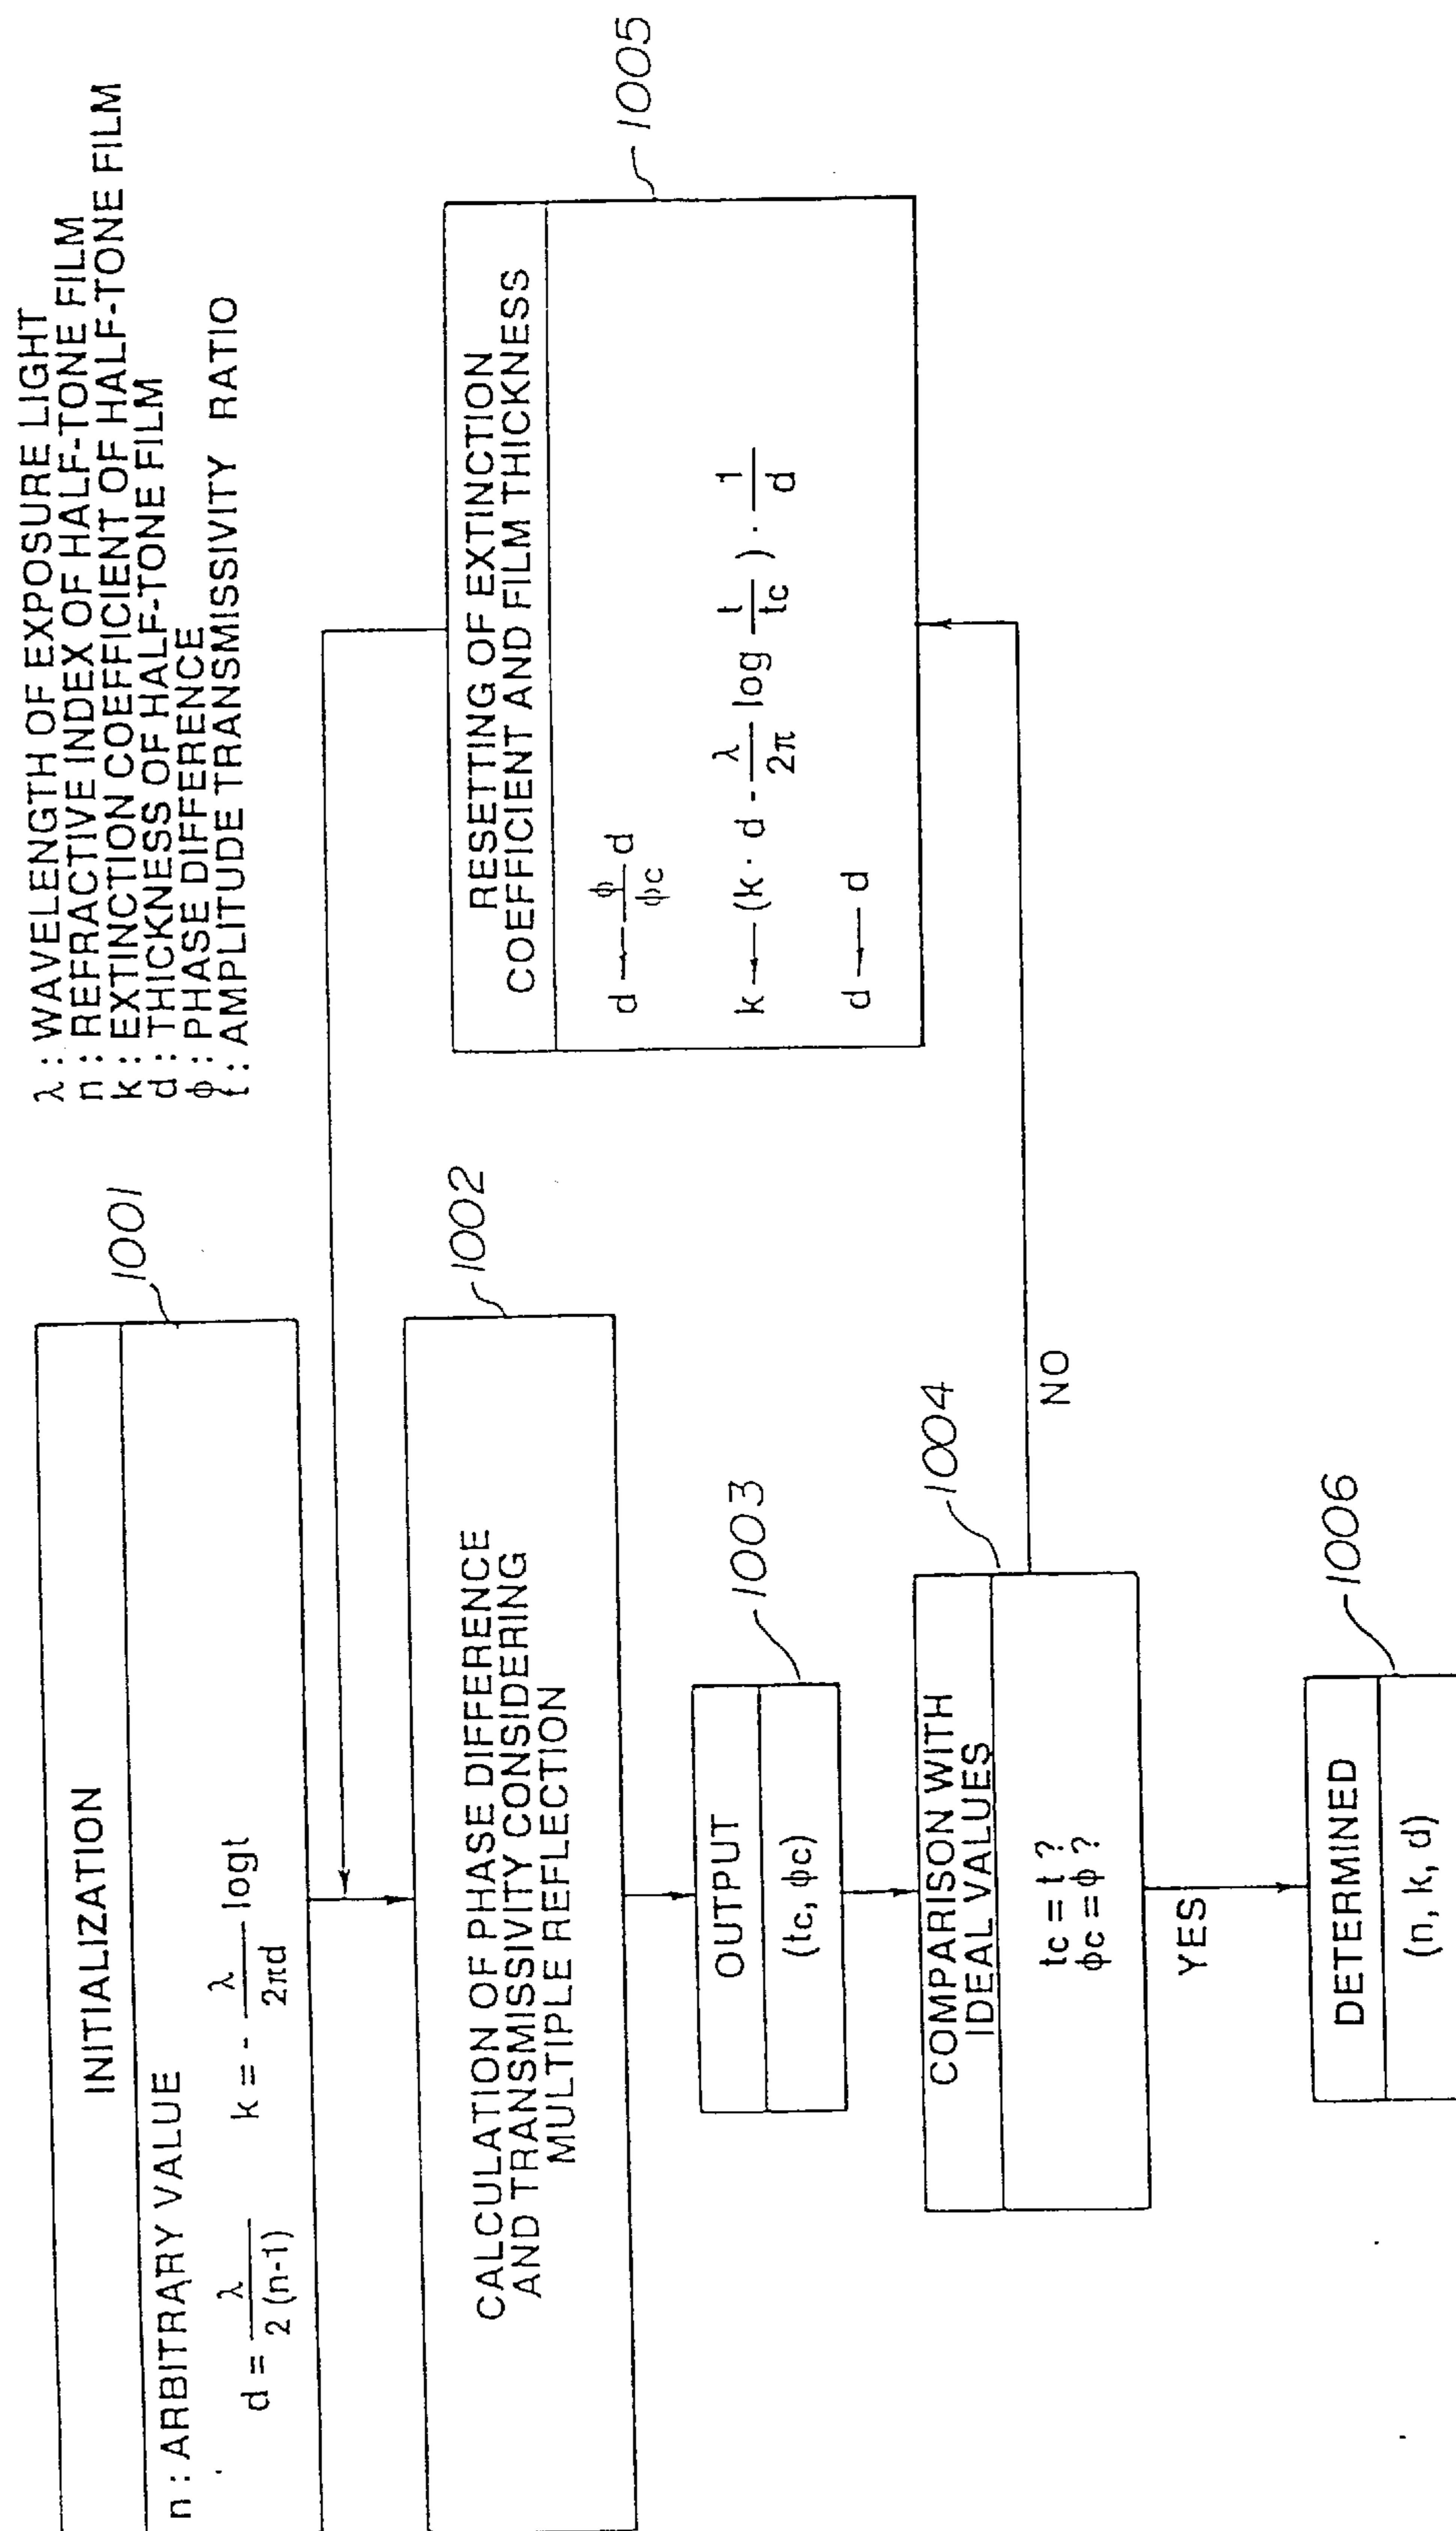 λ : WAVELENGTH OF EXPOSURE LIGHT
n : REFRACTIVE INDEX OF HALF-TONE FILM
k : EXTINCTION COEFFICIENT OF HALF-TONE FILM
d : THICKNESS OF HALF-TONE FILM
ϕ : PHASE DIFFERENCE
t : AMPLITUDE TRANSMISSIVITY RATIO
1001
INITIALIZATION
n : ARBITRARY VALUE
d = λ / 2 (n-1)    k = - λ / 2πd logt
1002
CALCULATION OF PHASE DIFFERENCE
AND TRANSMISSIVITY CONSIDERING
MULTIPLE REFLECTION
1003
OUTPUT
(tc, ϕc)
1004
COMPARISON WITH
IDEAL VALUES
tc = t ?
ϕc = ϕ ?
NO
YES
1005
RESETTING OF EXTINCTION
COEFFICIENT AND FILM THICKNESS
d ← ϕ / ϕc d
k ← (k · d - λ / 2π log t / tc ) · 1 / d
d ← d
1006
DETERMINED
(n, k, d)